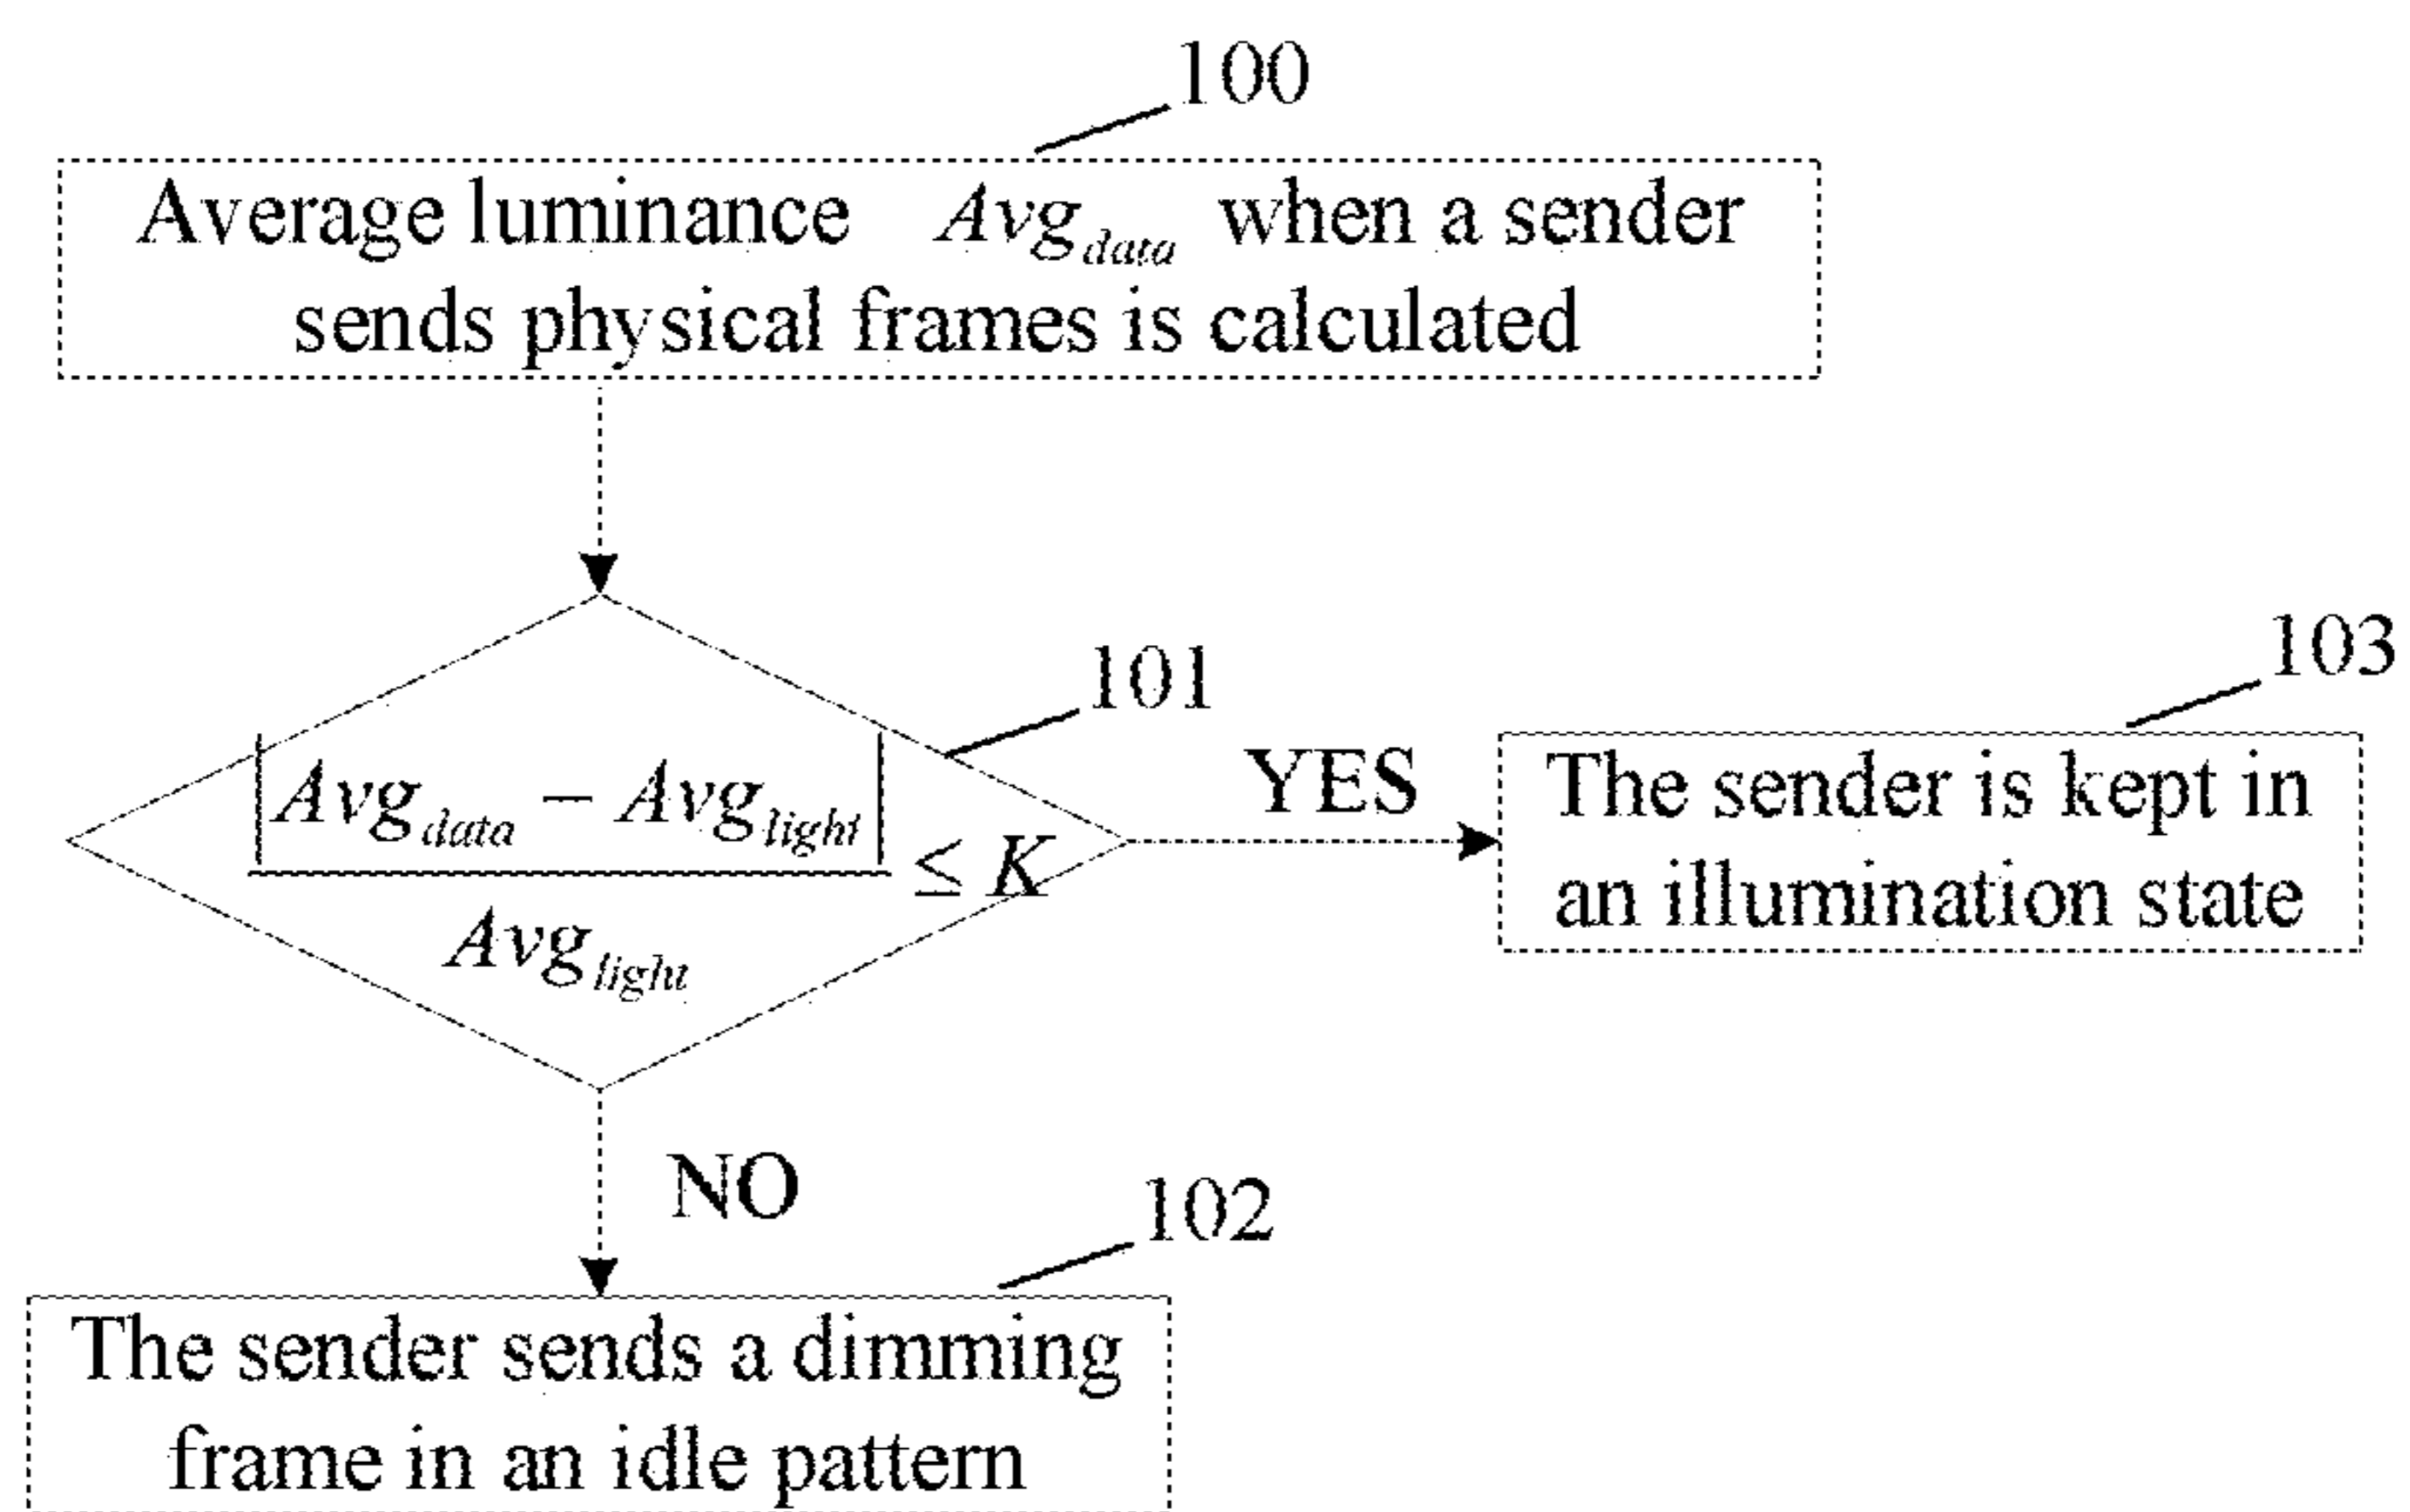 100
Average luminance Avg_data when a sender
sends physical frames is calculated
101
|Avg_data − Avg_light|
≤ K
Avg_light
YES
103
The sender is kept in
an illumination state
NO
102
The sender sends a dimming
frame in an idle pattern